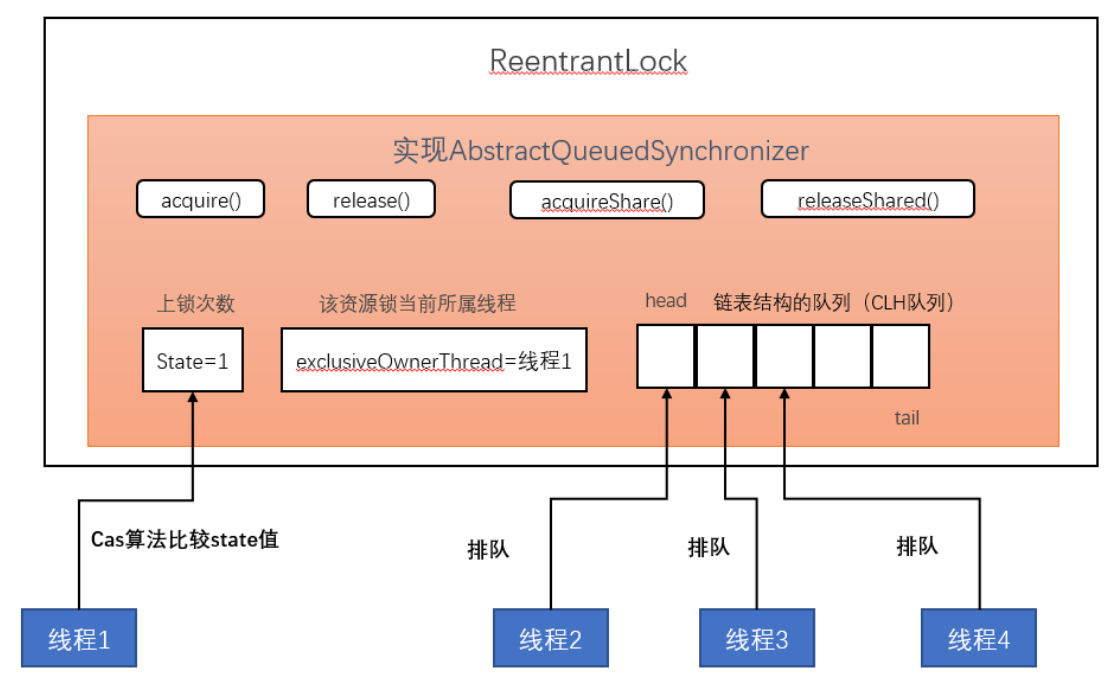 ReentrantLock
实现AbstractQueuedSynchronizer
acquire()
release()
acquireShare()
releaseShared()
上锁次数
该资源锁当前所属线程
head
链表结构的队列（CLH队列）
State=1
exclusiveOwnerThread=线程1
tail
Cas算法比较state值
排队
排队
排队
线程1
线程2
线程3
线程4